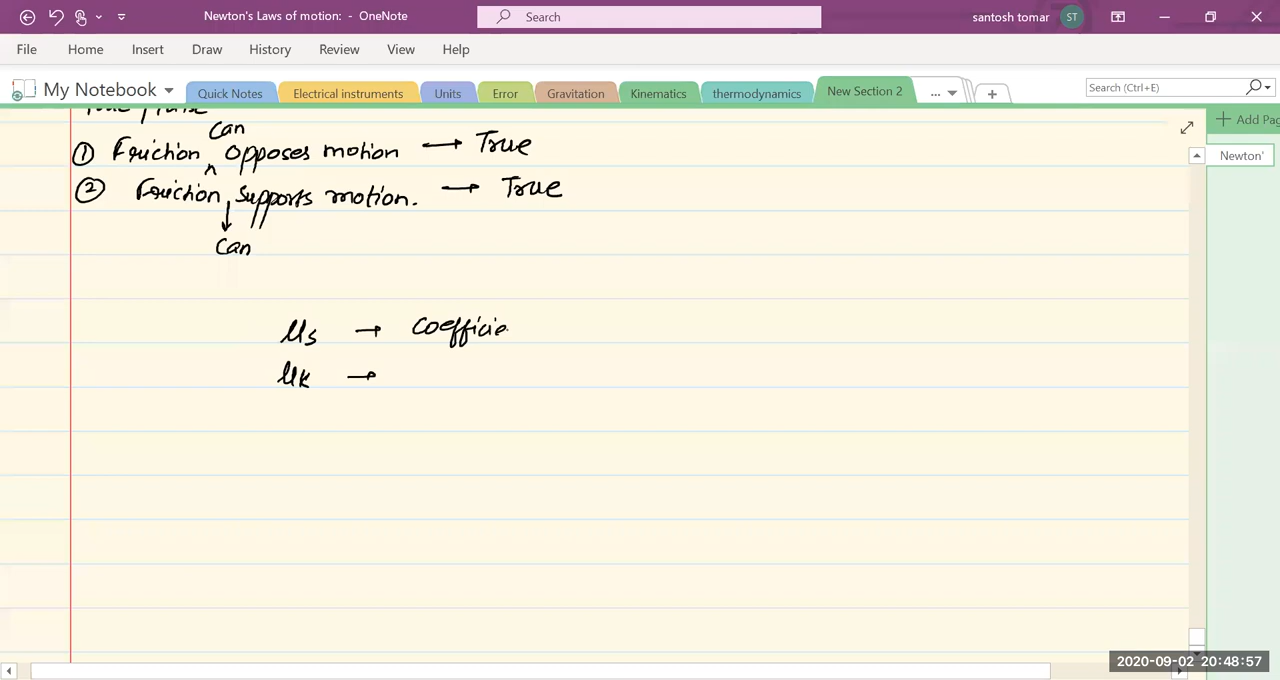 Newton's Laws of motion: - OneNote
Search
santosh tomar
ST
File Home Insert Draw History Review View Help
My Notebook
Quick Notes
Electrical instruments
Units
Error
Gravitation
Kinematics
thermodynamics
New Section 2
...
Search (Ctrl+E)
Add Pag
Newton'
Can
① Friction ^ opposes motion → True
② Friction supports motion. → True
Can
μs → coefficie
μk →
2020-09-02 20:48:57